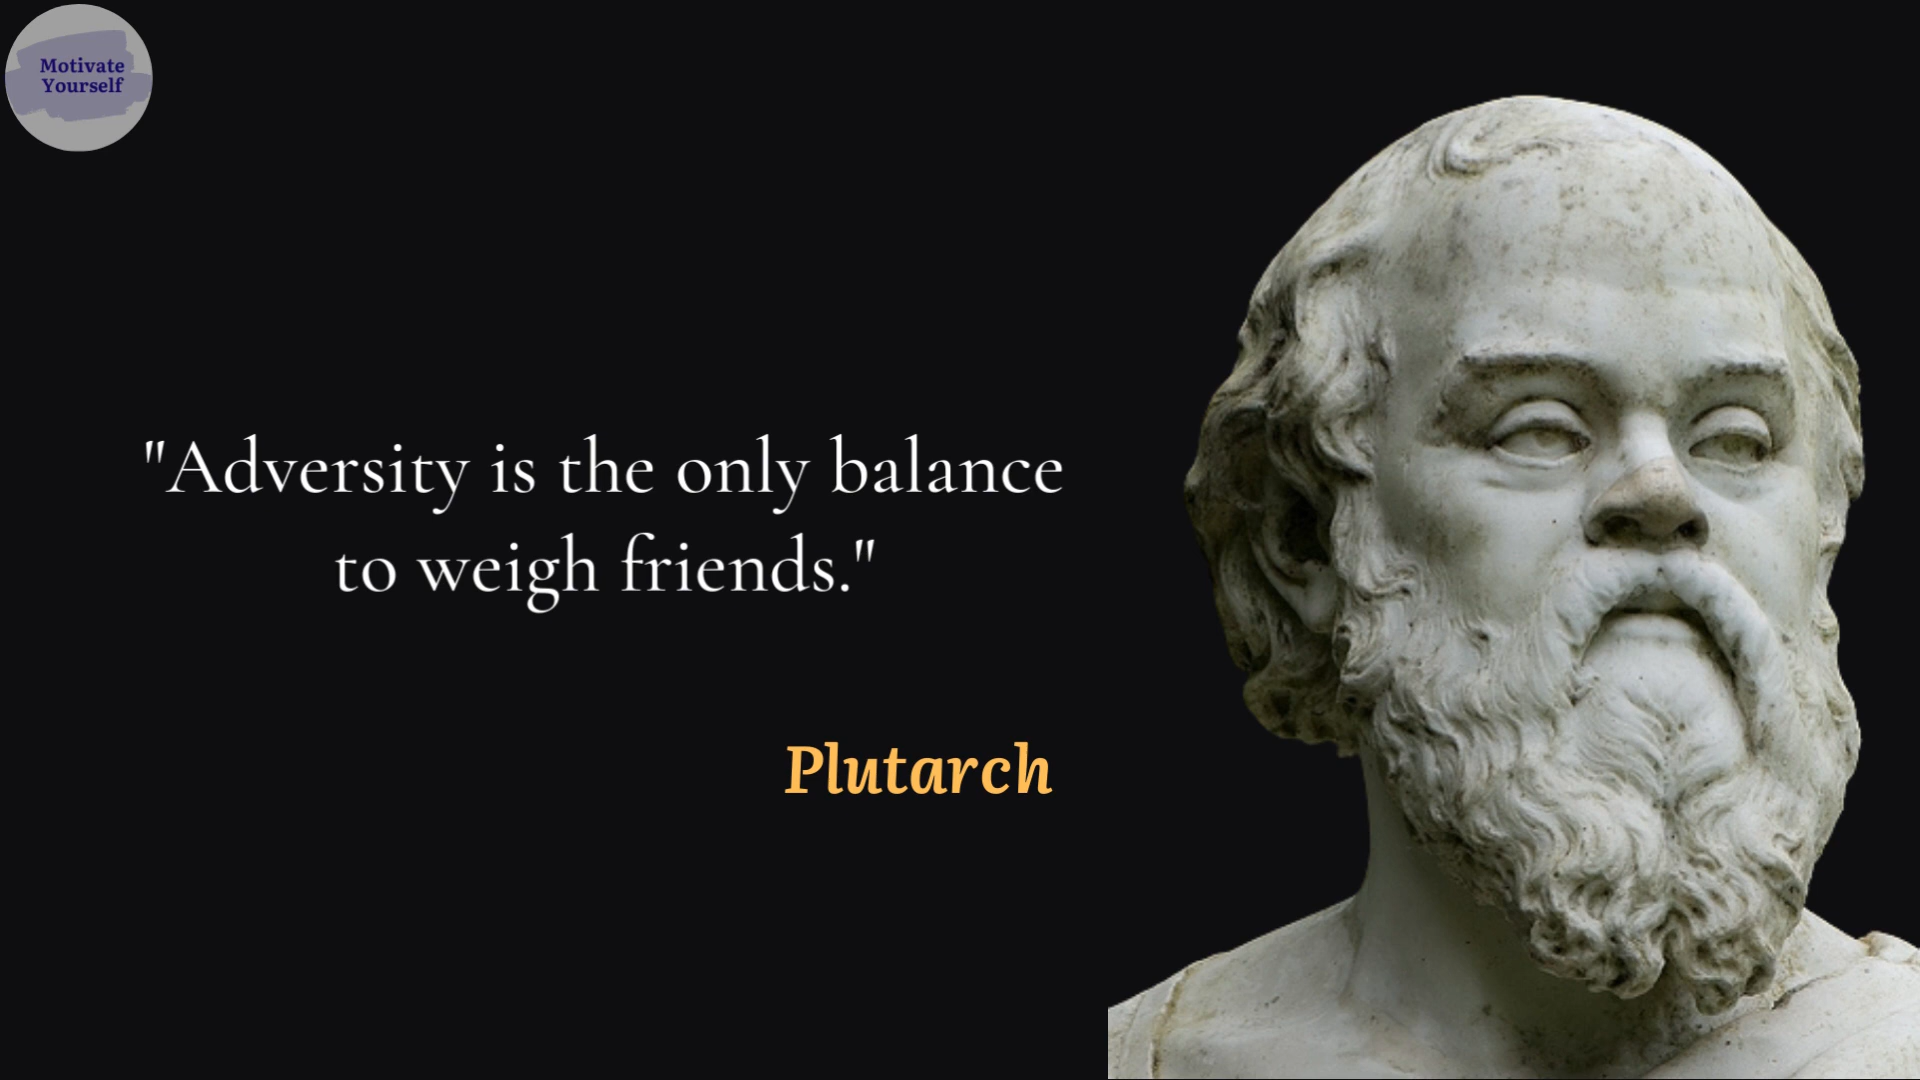 Motivate
Yourself
"Adversity is the only balance
to weigh friends."
Plutarch